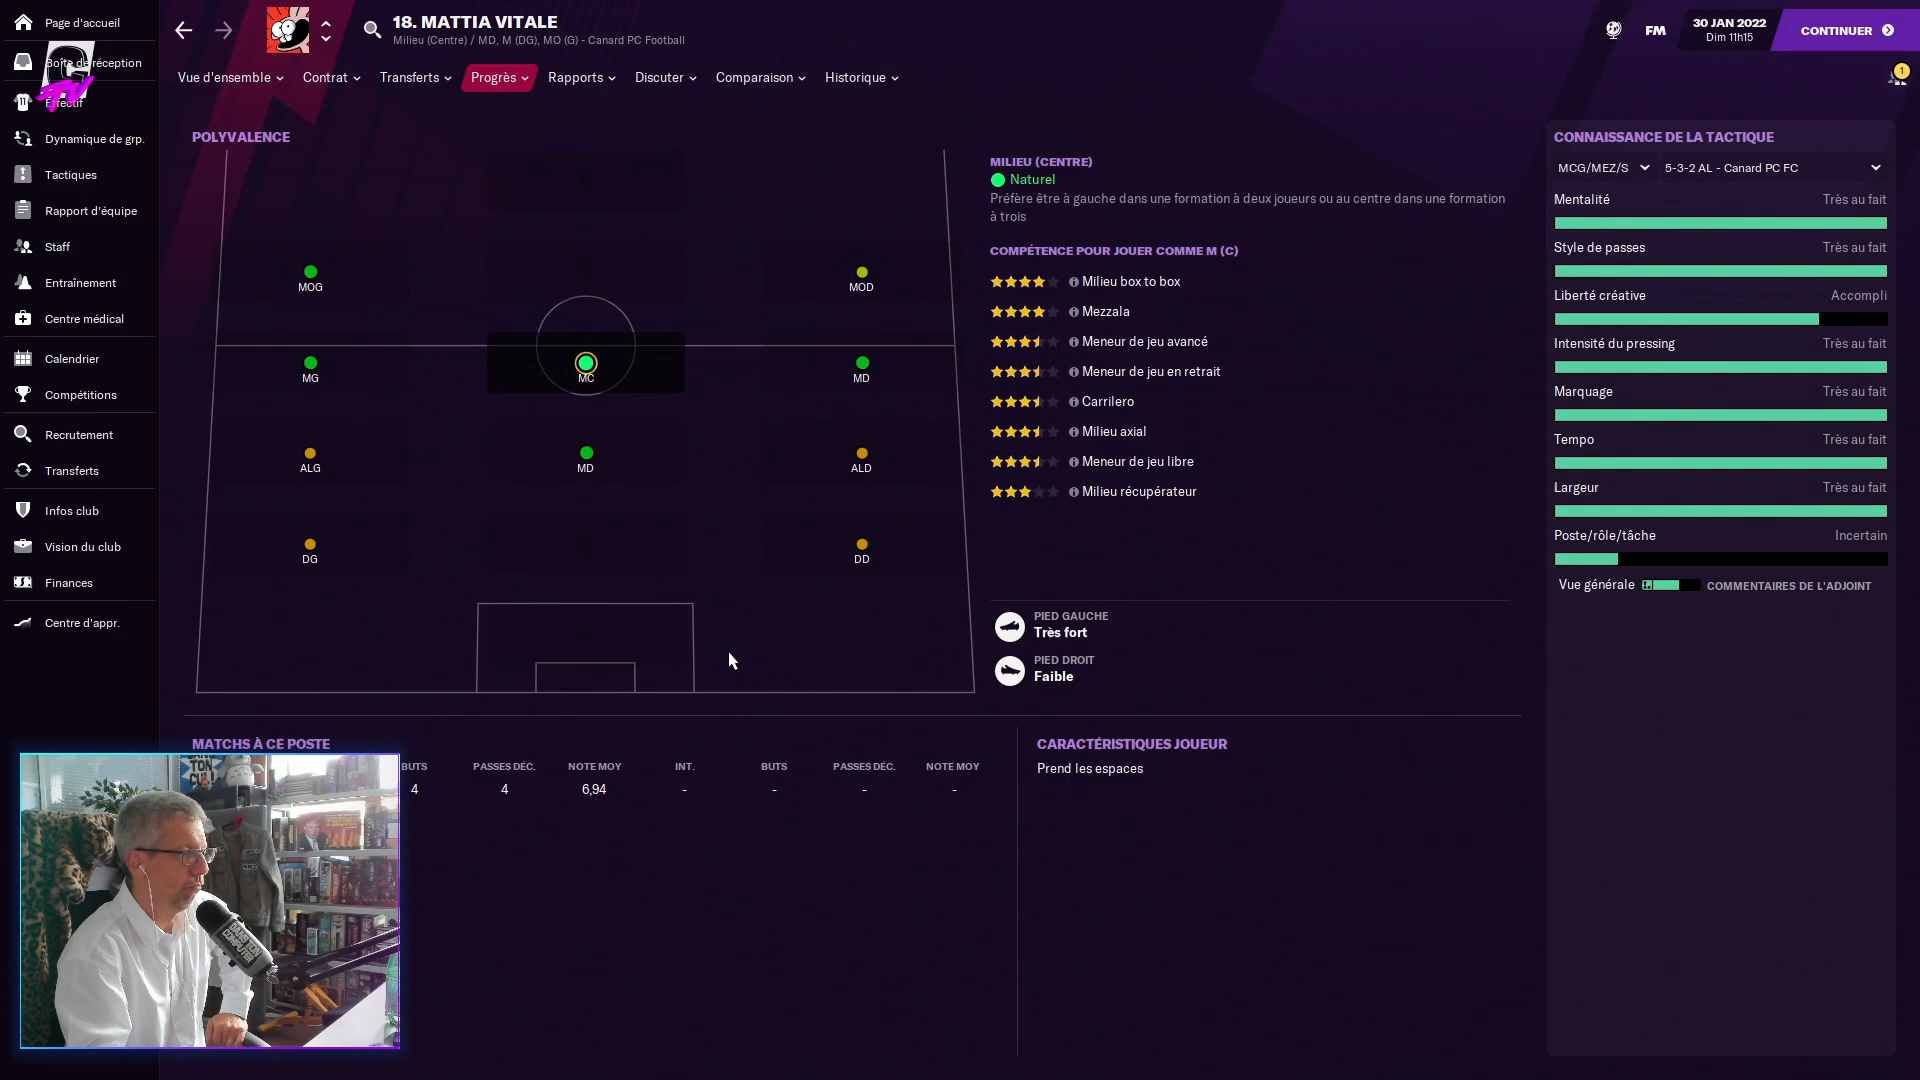 Page d'accueil
Boîte de réception
Effectif
Dynamique de grp.
Tactiques
Rapport d'équipe
Staff
Entraînement
Centre médical
Calendrier
Compétitions
Recrutement
Transferts
Infos club
Vision du club
Finances
Centre d'appr.
18. MATTIA VITALE
Milieu (Centre) / MD, M (DG), MO (G) - Canard PC Football
FM
30 JAN 2022
Dim 11h15
CONTINUER
1
Vue d'ensemble
Contrat
Transferts
Progrès
Rapports
Discuter
Comparaison
Historique
POLYVALENCE
MOG
MOD
MG
MC
MD
ALG
MD
ALD
DG
DD
MILIEU (CENTRE)
Naturel
Préfère être à gauche dans une formation à deux joueurs ou au centre dans une formation
à trois
COMPÉTENCE POUR JOUER COMME M (C)
Milieu box to box
Mezzala
Meneur de jeu avancé
Meneur de jeu en retrait
Carrilero
Milieu axial
Meneur de jeu libre
Milieu récupérateur
PIED GAUCHE
Très fort
PIED DROIT
Faible
CONNAISSANCE DE LA TACTIQUE
MCG/MEZ/S 5-3-2 AL - Canard PC FC
Mentalité Très au fait
Style de passes Très au fait
Liberté créative Accompli
Intensité du pressing Très au fait
Marquage Très au fait
Tempo Très au fait
Largeur Très au fait
Poste/rôle/tâche Incertain
Vue générale COMMENTAIRES DE L'ADJOINT
MATCHS À CE POSTE
BUTS PASSES DÉC. NOTE MOY INT. BUTS PASSES DÉC. NOTE MOY
4 4 6,94 - - - -
CARACTÉRISTIQUES JOUEUR
Prend les espaces
DANS
TON
CUL!
DANS TON
COMPUTER